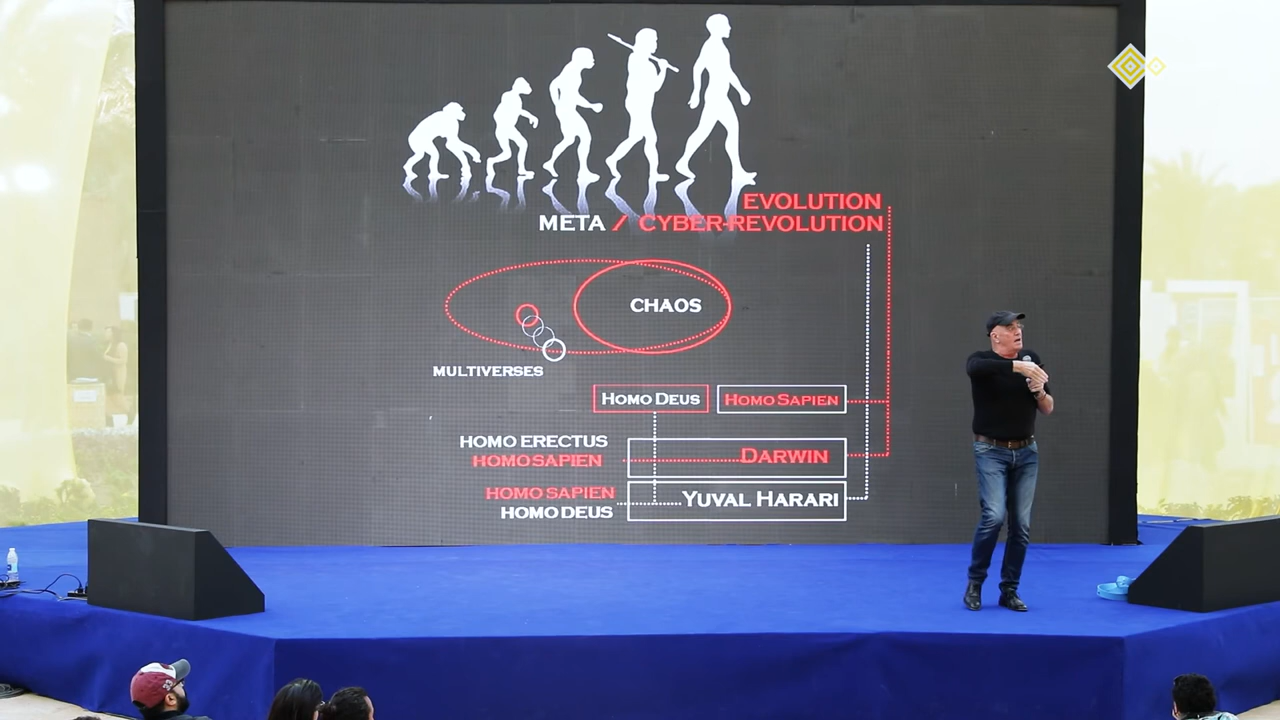 EVOLUTION
META / CYBER-REVOLUTION
CHAOS
MULTIVERSES
HOMO DEUS
HOMO SAPIEN
HOMO ERECTUS
HOMO SAPIEN
DARWIN
HOMO SAPIEN
HOMO DEUS
YUVAL HARARI